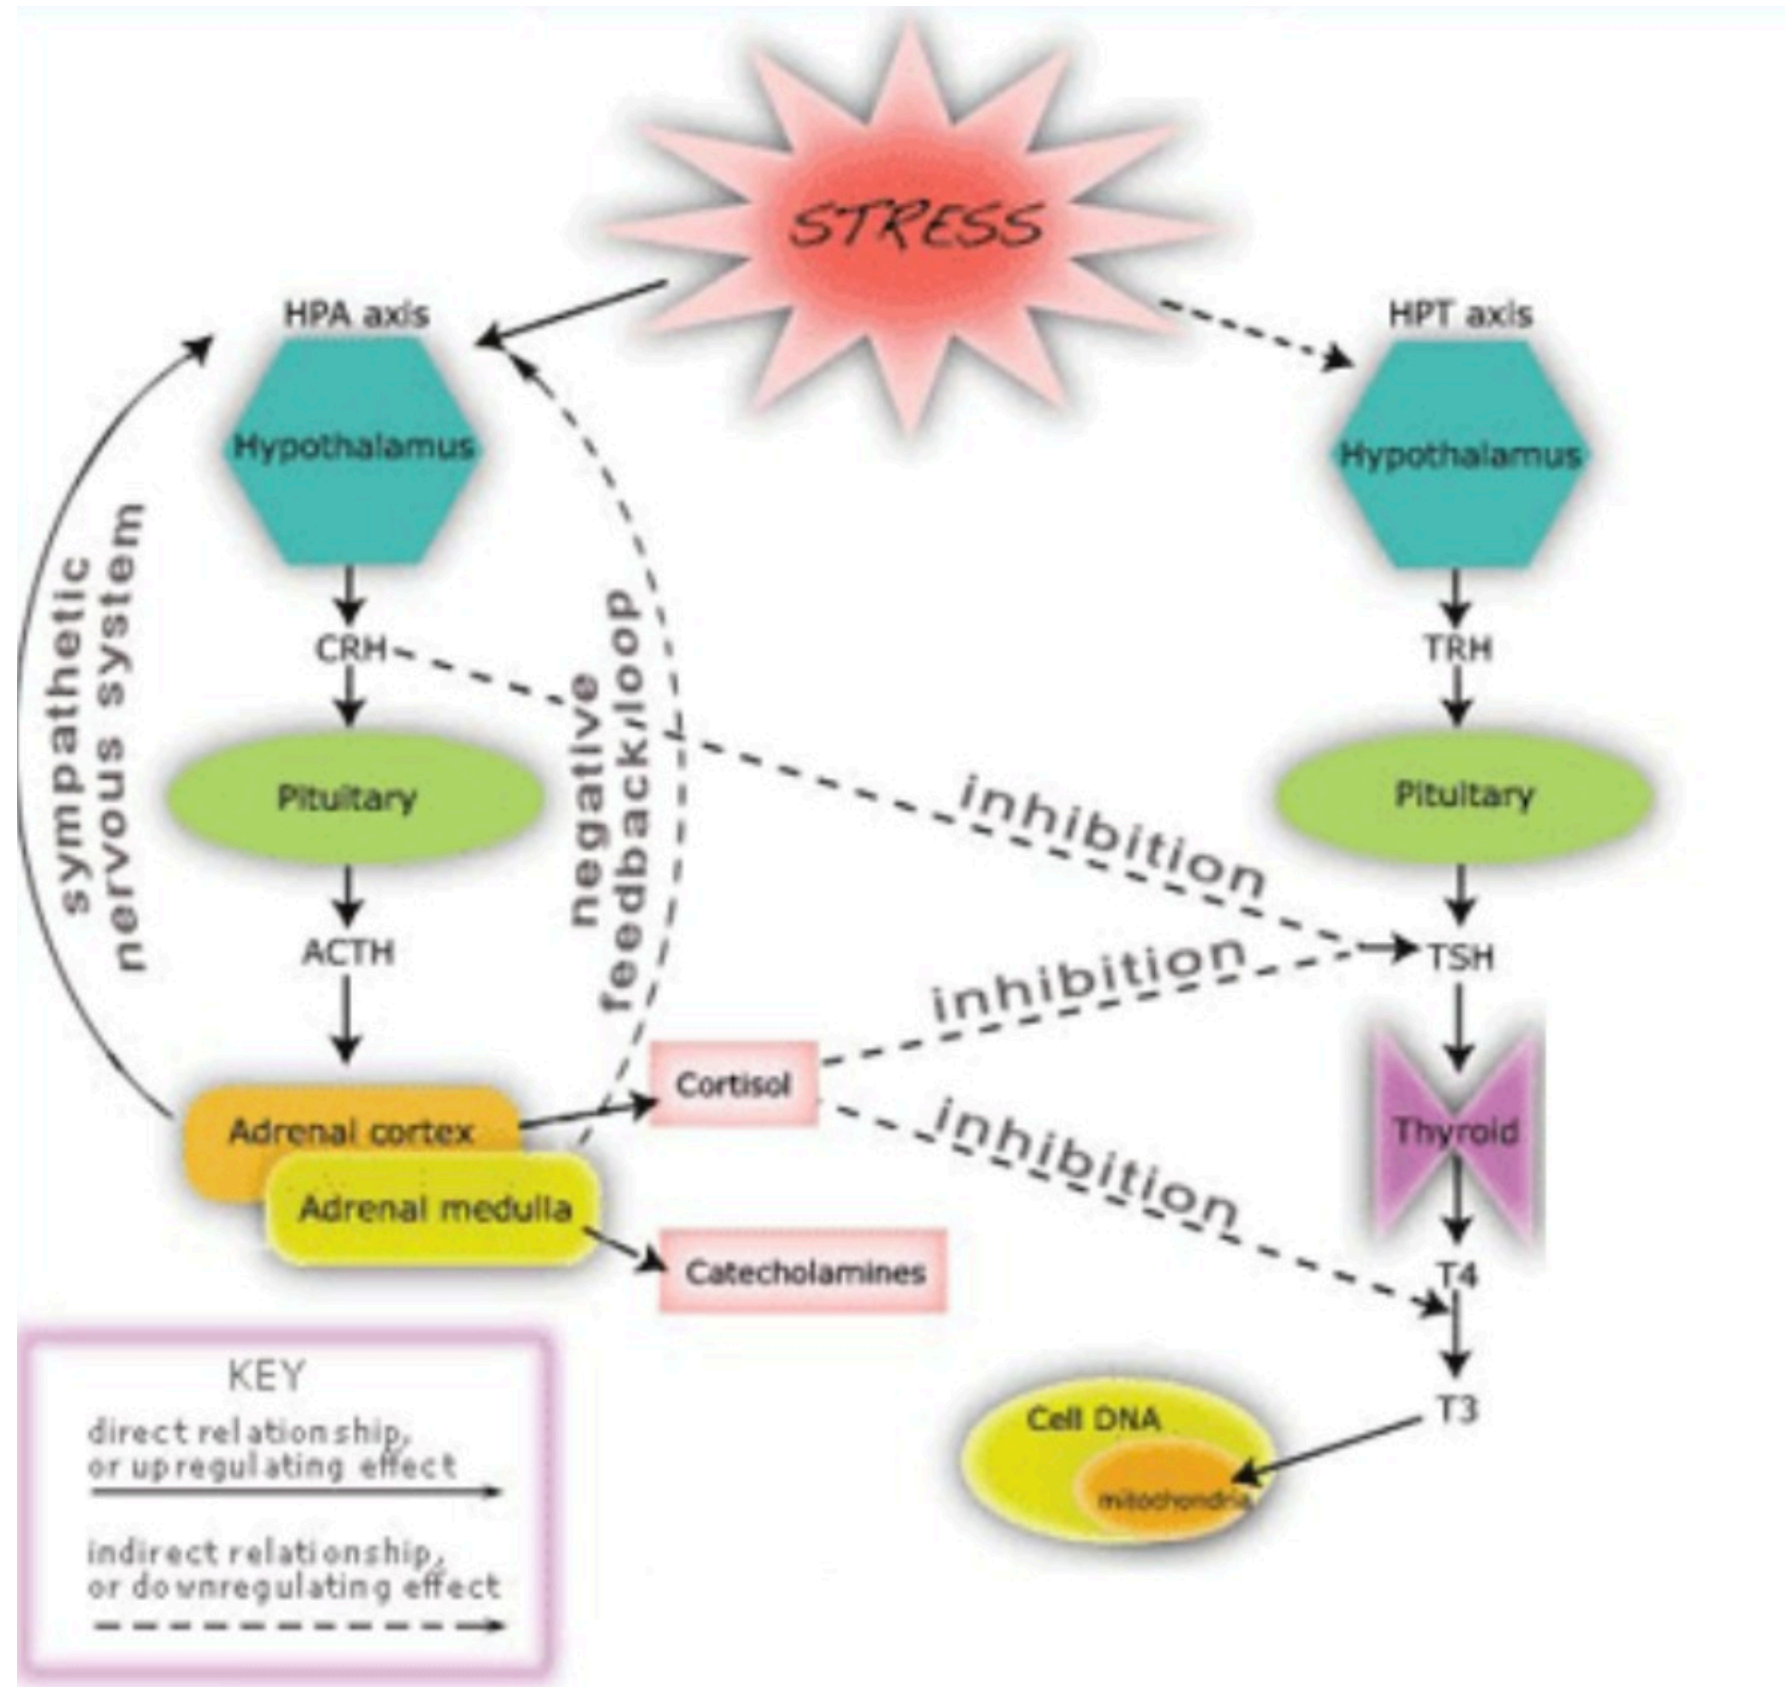 STRESS
HPA axis
HPT axis
Hypothalamus
Hypothalamus
sympathetic
nervous system
CRH
TRH
negative
feedback loop
Pituitary
Pituitary
inhibition
ACTH
inhibition
TSH
Cortisol
Adrenal cortex
Thyroid
inhibition
Adrenal medulla
Catecholamines
T4
T3
Cell DNA
mitochondria
KEY
direct relationship,
or upregulating effect
indirect relationship,
or downregulating effect